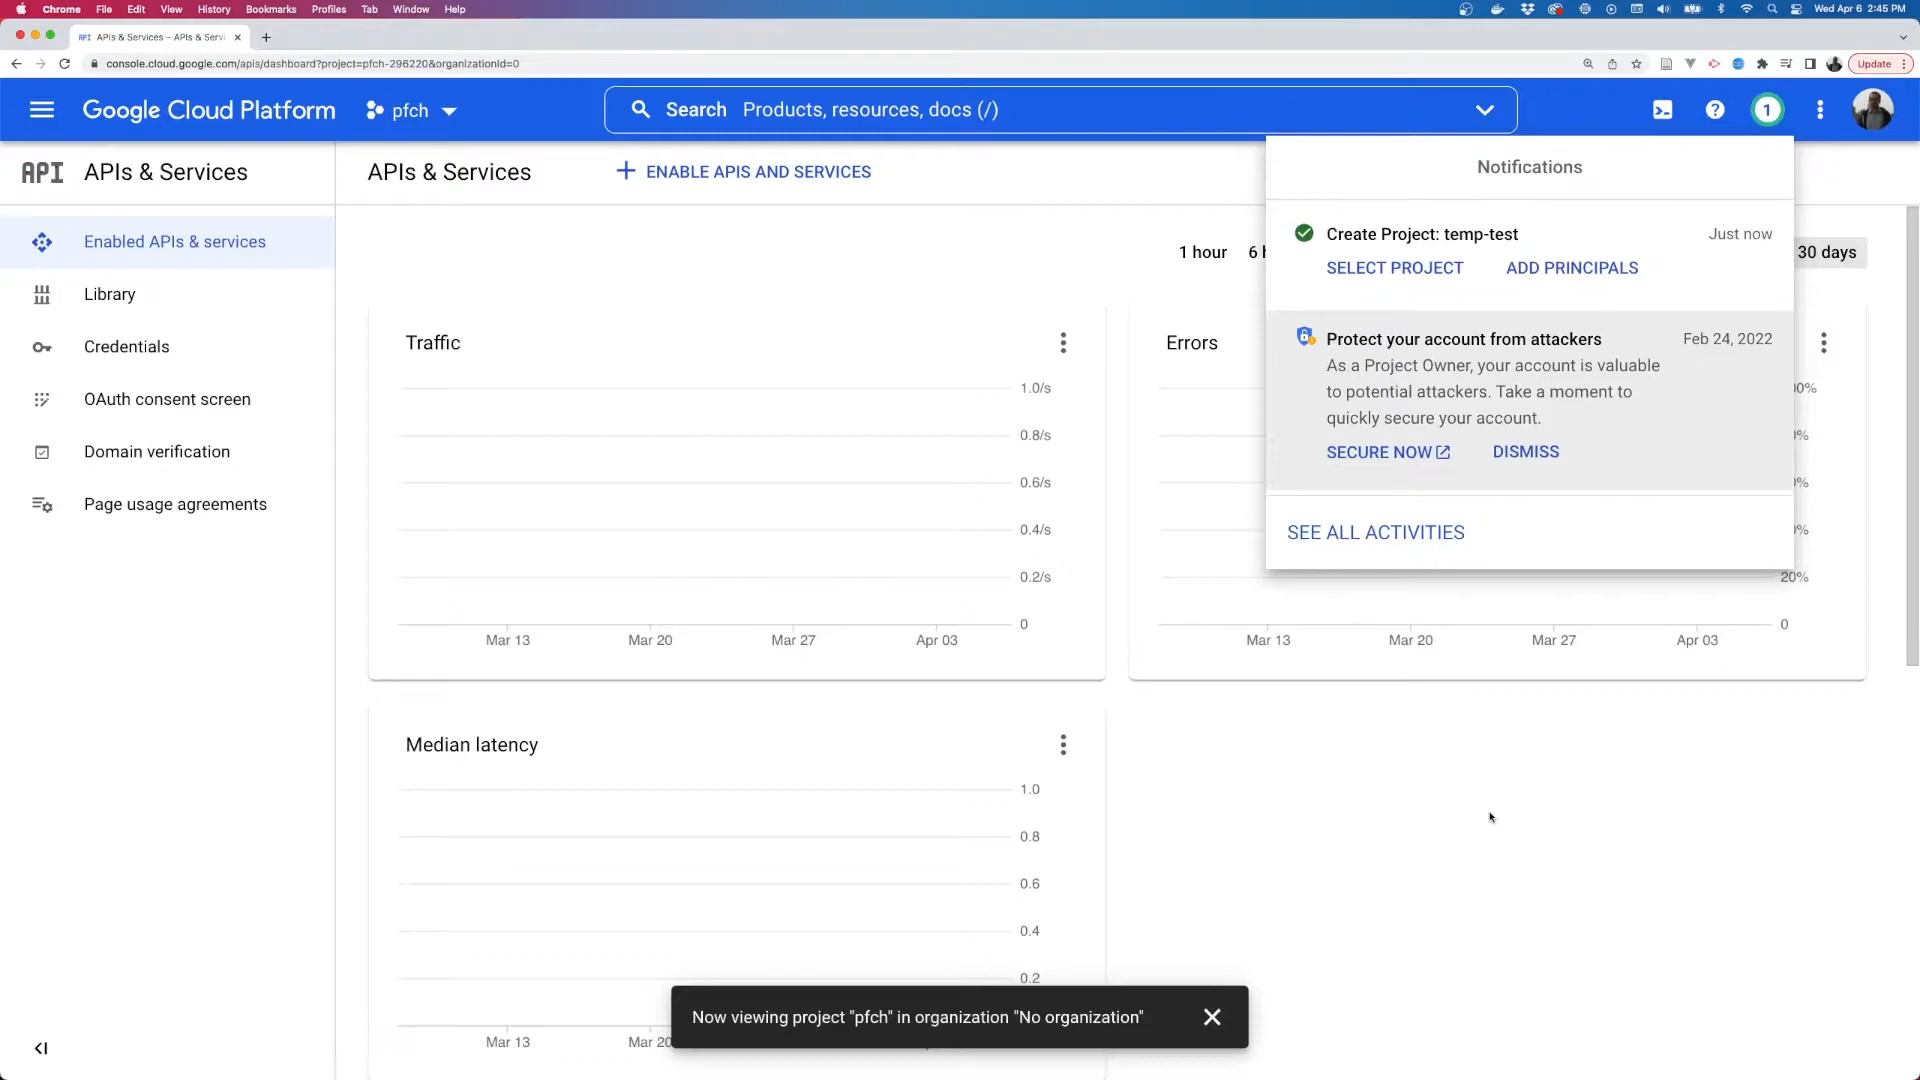 Chrome File Edit View History Bookmarks Profiles Tab Window Help
Wed Apr 6 2:45 PM
API APIs & Services – APIs & Servi
console.cloud.google.com/apis/dashboard?project=pfch-296220&organizationId=0
Update
Google Cloud Platform
pfch
Search Products, resources, docs (/)
1
API APIs & Services
APIs & Services
ENABLE APIS AND SERVICES
Notifications
Enabled APIs & services
Library
Credentials
OAuth consent screen
Domain verification
Page usage agreements
1 hour
6 h
30 days
Create Project: temp-test
Just now
SELECT PROJECT
ADD PRINCIPALS
Protect your account from attackers
Feb 24, 2022
As a Project Owner, your account is valuable
to potential attackers. Take a moment to
quickly secure your account.
SECURE NOW
DISMISS
SEE ALL ACTIVITIES
Traffic
1.0/s
0.8/s
0.6/s
0.4/s
0.2/s
0
Mar 13
Mar 20
Mar 27
Apr 03
Errors
20%
0
Mar 13
Mar 20
Mar 27
Apr 03
Median latency
1.0
0.8
0.6
0.4
0.2
Mar 13
Mar 20
Now viewing project "pfch" in organization "No organization"